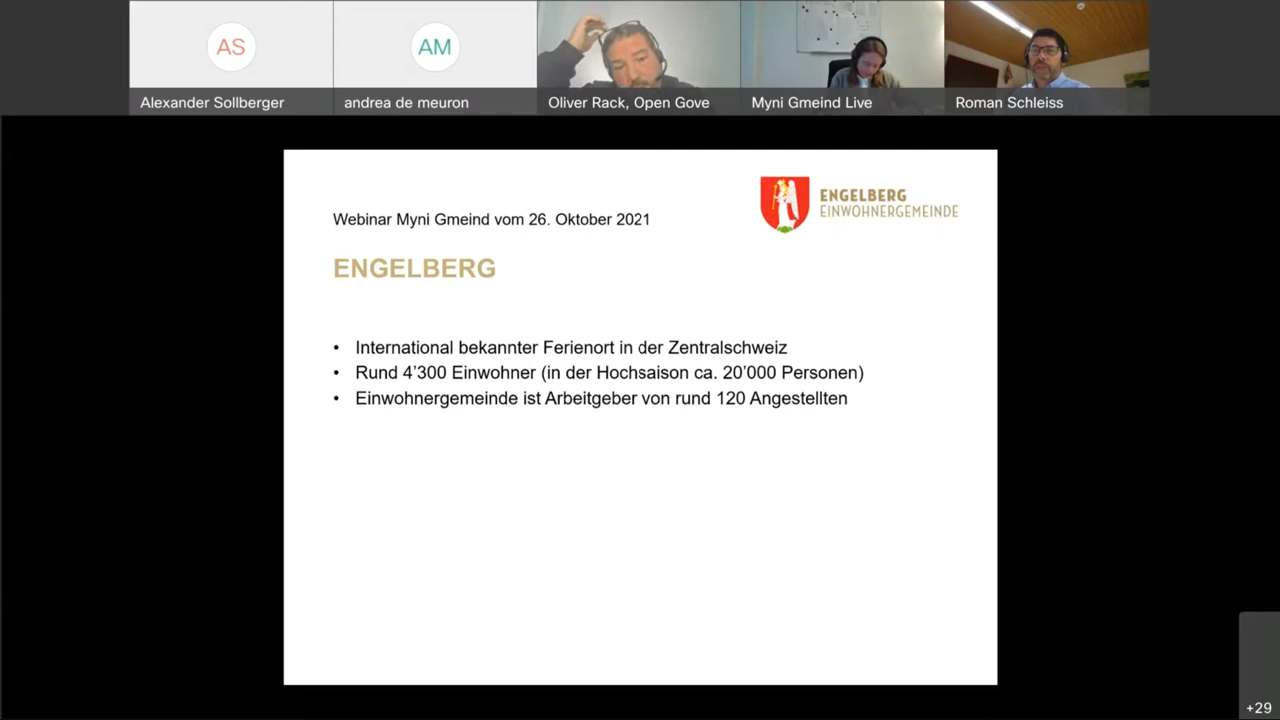 AS
AM
Alexander Sollberger
andrea de meuron
Oliver Rack, Open Gove
Myni Gmeind Live
Roman Schleiss
ENGELBERG
EINWOHNERGEMEINDE
Webinar Myni Gmeind vom 26. Oktober 2021
ENGELBERG
• International bekannter Ferienort in der Zentralschweiz
• Rund 4'300 Einwohner (in der Hochsaison ca. 20'000 Personen)
• Einwohnergemeinde ist Arbeitgeber von rund 120 Angestellten
+29